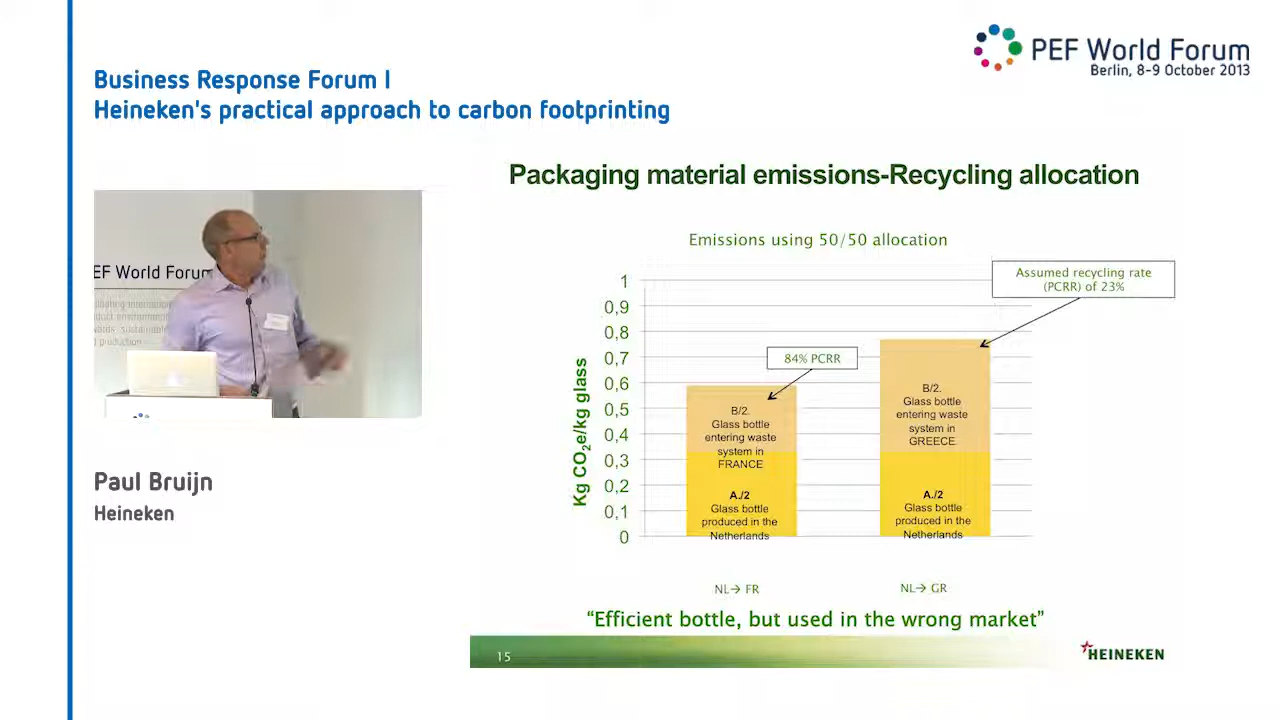 PEF World Forum
Berlin, 8-9 October 2013
Business Response Forum I
Heineken's practical approach to carbon footprinting
EF World Forum
Paul Bruijn
Heineken
Packaging material emissions-Recycling allocation
Emissions using 50/50 allocation
Assumed recycling rate
(PCRR) of 23%
84% PCRR
Kg CO2e/kg glass
1
0,9
0,8
0,7
0,6
0,5
0,4
0,3
0,2
0,1
0
B/2.
Glass bottle
entering waste
system in
FRANCE
A./2
Glass bottle
produced in the
Netherlands
B/2.
Glass bottle
entering waste
system in
GREECE
A./2
Glass bottle
produced in the
Netherlands
NL→ FR
NL→ GR
“Efficient bottle, but used in the wrong market”
15
HEINEKEN